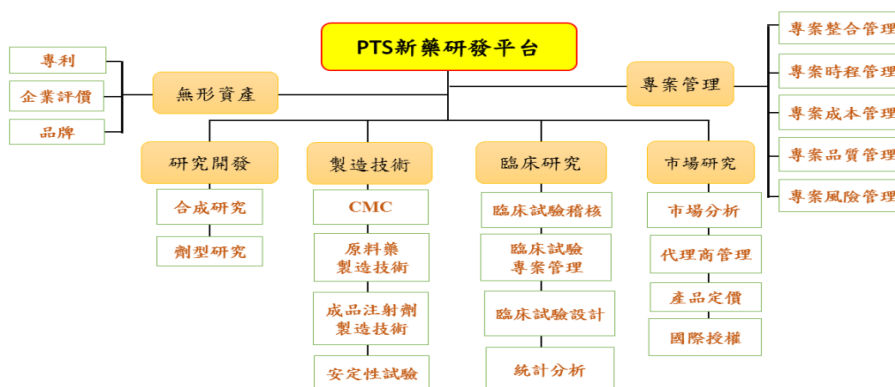 PTS新藥研發平台
無形資產
專利
企業評價
品牌
專案管理
專案整合管理
專案時程管理
專案成本管理
專案品質管理
專案風險管理
研究開發
合成研究
劑型研究
製造技術
CMC
原料藥
製造技術
成品注射劑
製造技術
安定性試驗
臨床研究
臨床試驗稽核
臨床試驗
專案管理
臨床試驗設計
統計分析
市場研究
市場分析
代理商管理
產品定價
國際授權